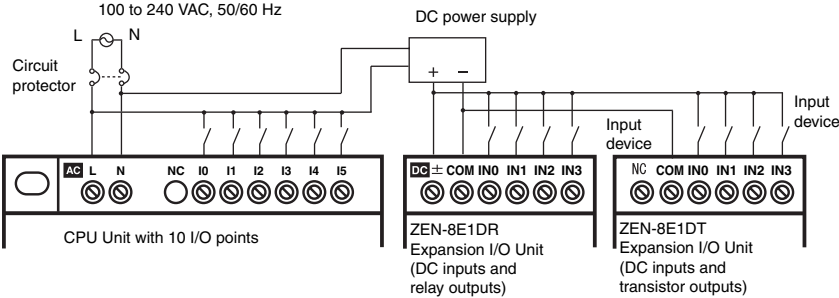 100 to 240 VAC, 50/60 Hz
L N
Circuit
protector
DC power supply
+ −
Input
device
Input
device
AC L N NC I0 I1 I2 I3 I4 I5
DC ± COM IN0 IN1 IN2 IN3
NC COM IN0 IN1 IN2 IN3
CPU Unit with 10 I/O points
ZEN-8E1DR
Expansion I/O Unit
(DC inputs and
relay outputs)
ZEN-8E1DT
Expansion I/O Unit
(DC inputs and
transistor outputs)